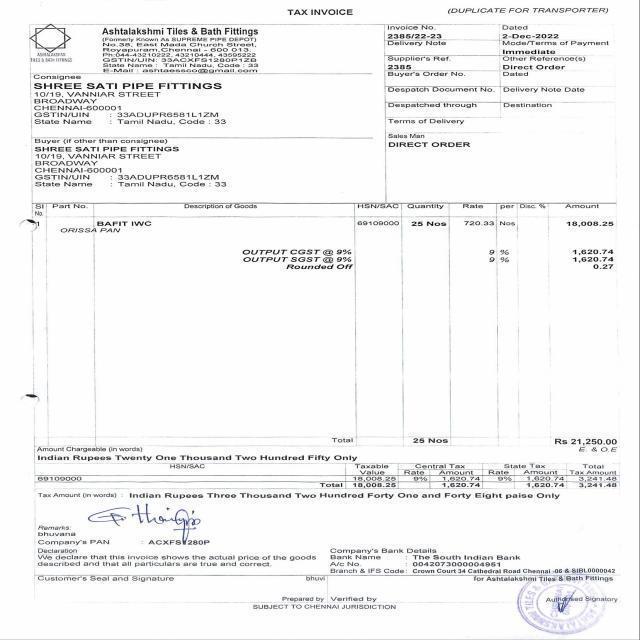 TAX INVOICE
(DUPLICATE FOR TRANSPORTER)
ASHTALAKSHMI
TILES & BATH FITTINGS
Ashtalakshmi Tiles & Bath Fittings
(Formerly Known As SUPREME PIPE DEPOT)
No.38, East Mada Church Street,
Royapuram,Chennai - 600 013.
Ph:044-43210222, 43210444, 43595222
GSTIN/UIN: 33ACXFS1280P1ZB
State Name : Tamil Nadu, Code : 33
E-Mail : ashtaessco@gmail.com
Invoice No.
2385/22-23
Dated
2-Dec-2022
Delivery Note
Mode/Terms of Payment
Immediate
Supplier's Ref.
2385
Other Reference(s)
Direct Order
Buyer's Order No.
Dated
Despatch Document No.
Delivery Note Date
Despatched through
Destination
Terms of Delivery
Sales Man
DIRECT ORDER
Consignee
SHREE SATI PIPE FITTINGS
10/19, VANNIAR STREET
BROADWAY
CHENNAI-600001
GSTIN/UIN : 33ADUPR6581L1ZM
State Name : Tamil Nadu, Code : 33
Buyer (if other than consignee)
SHREE SATI PIPE FITTINGS
10/19, VANNIAR STREET
BROADWAY
CHENNAI-600001
GSTIN/UIN : 33ADUPR6581L1ZM
State Name : Tamil Nadu, Code : 33
Sl No. Part No. Description of Goods HSN/SAC Quantity Rate per Disc. % Amount
1 BAFIT IWC 69109000 25 Nos 720.33 Nos 18,008.25
ORISSA PAN
OUTPUT CGST @ 9% 9 % 1,620.74
OUTPUT SGST @ 9% 9 % 1,620.74
Rounded Off 0.27
Total 25 Nos Rs 21,250.00
Amount Chargeable (in words) E. & O.E
Indian Rupees Twenty One Thousand Two Hundred Fifty Only
HSN/SAC Taxable Value Central Tax Rate Amount State Tax Rate Amount Total Tax Amount
69109000 18,008.25 9% 1,620.74 9% 1,620.74 3,241.48
Total 18,008.25 1,620.74 1,620.74 3,241.48
Tax Amount (in words) : Indian Rupees Three Thousand Two Hundred Forty One and Forty Eight paise Only
Remarks:
bhuvana
Company's PAN : ACXFS1280P
Declaration
We declare that this invoice shows the actual price of the goods
described and that all particulars are true and correct.
Company's Bank Details
Bank Name : The South Indian Bank
A/c No. : 0042073000004951
Branch & IFS Code : Crown Court 34 Cathedral Road Chennai -06 & SIBL0000042
Customer's Seal and Signature
bhuvi
for Ashtalakshmi Tiles & Bath Fittings
Prepared by Verified by Authorised Signatory
SUBJECT TO CHENNAI JURISDICTION